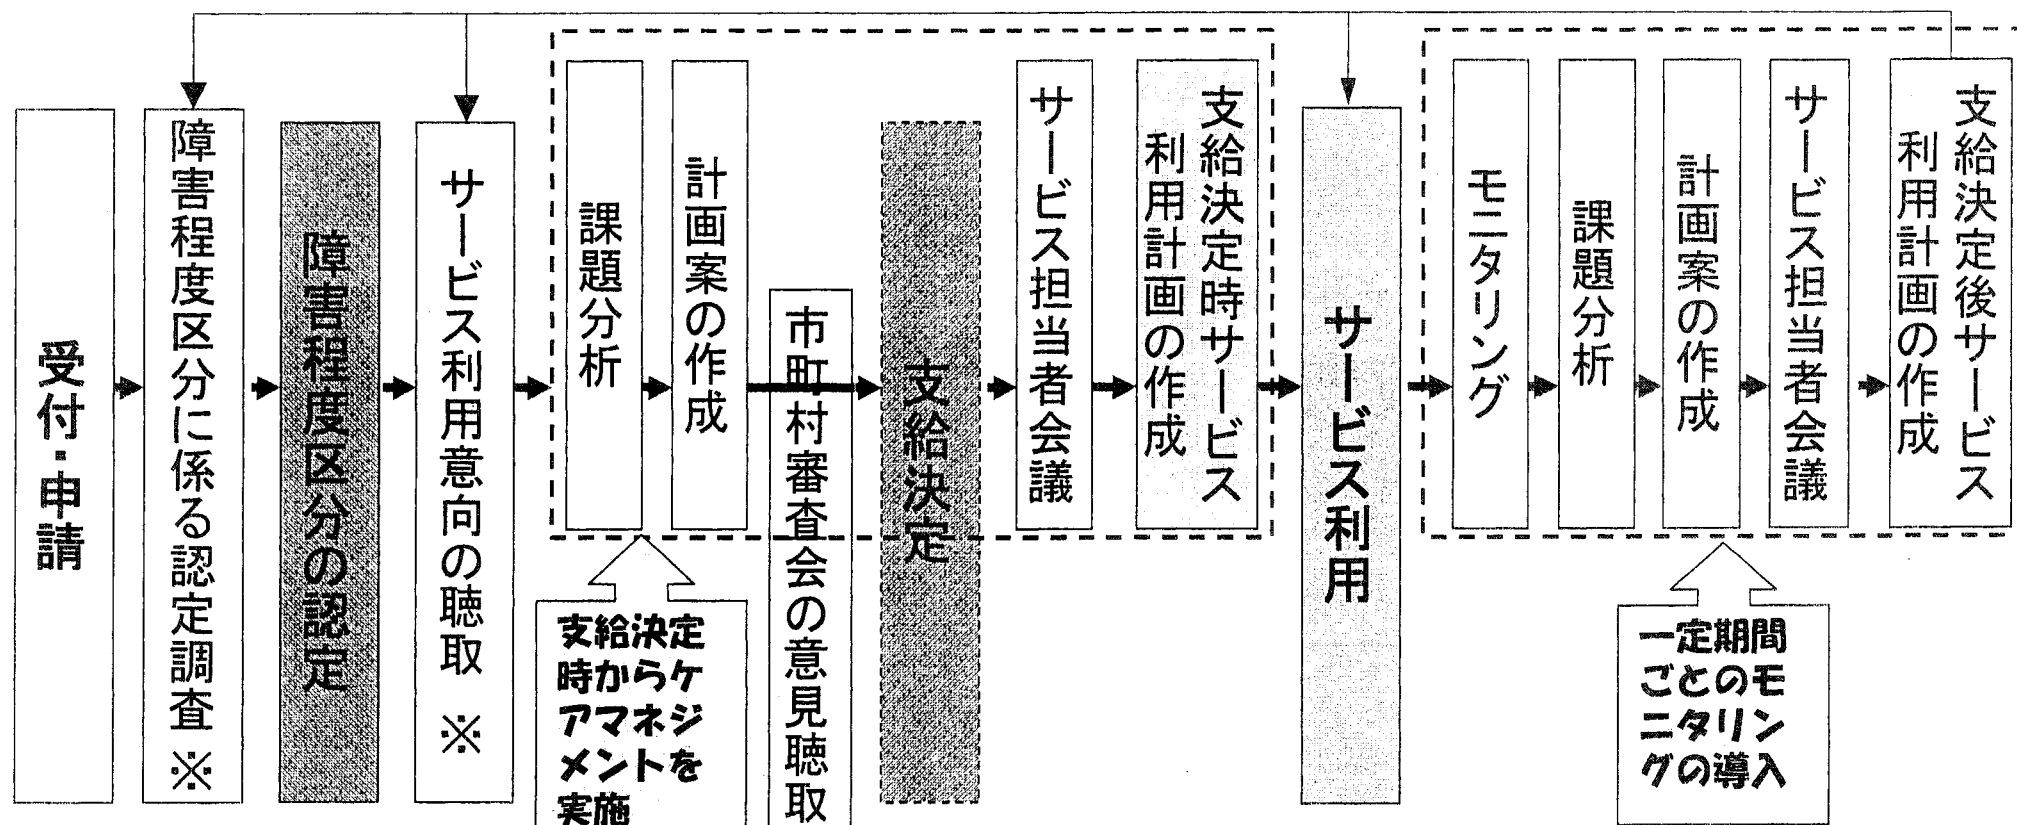 受付・申請
障害程度区分に係る認定調査 ※
障害程度区分の認定
サービス利用意向の聴取 ※
課題分析
計画案の作成
市町村審査会の意見聴取
支給決定
サービス担当者会議
支給決定時サービス
利用計画の作成
サービス利用
モニタリング
課題分析
計画案の作成
サービス担当者会議
支給決定後サービス
利用計画の作成
支給決定
時からケ
アマネジ
メントを
実施
一定期間
ごとのモ
ニタリン
グの導入